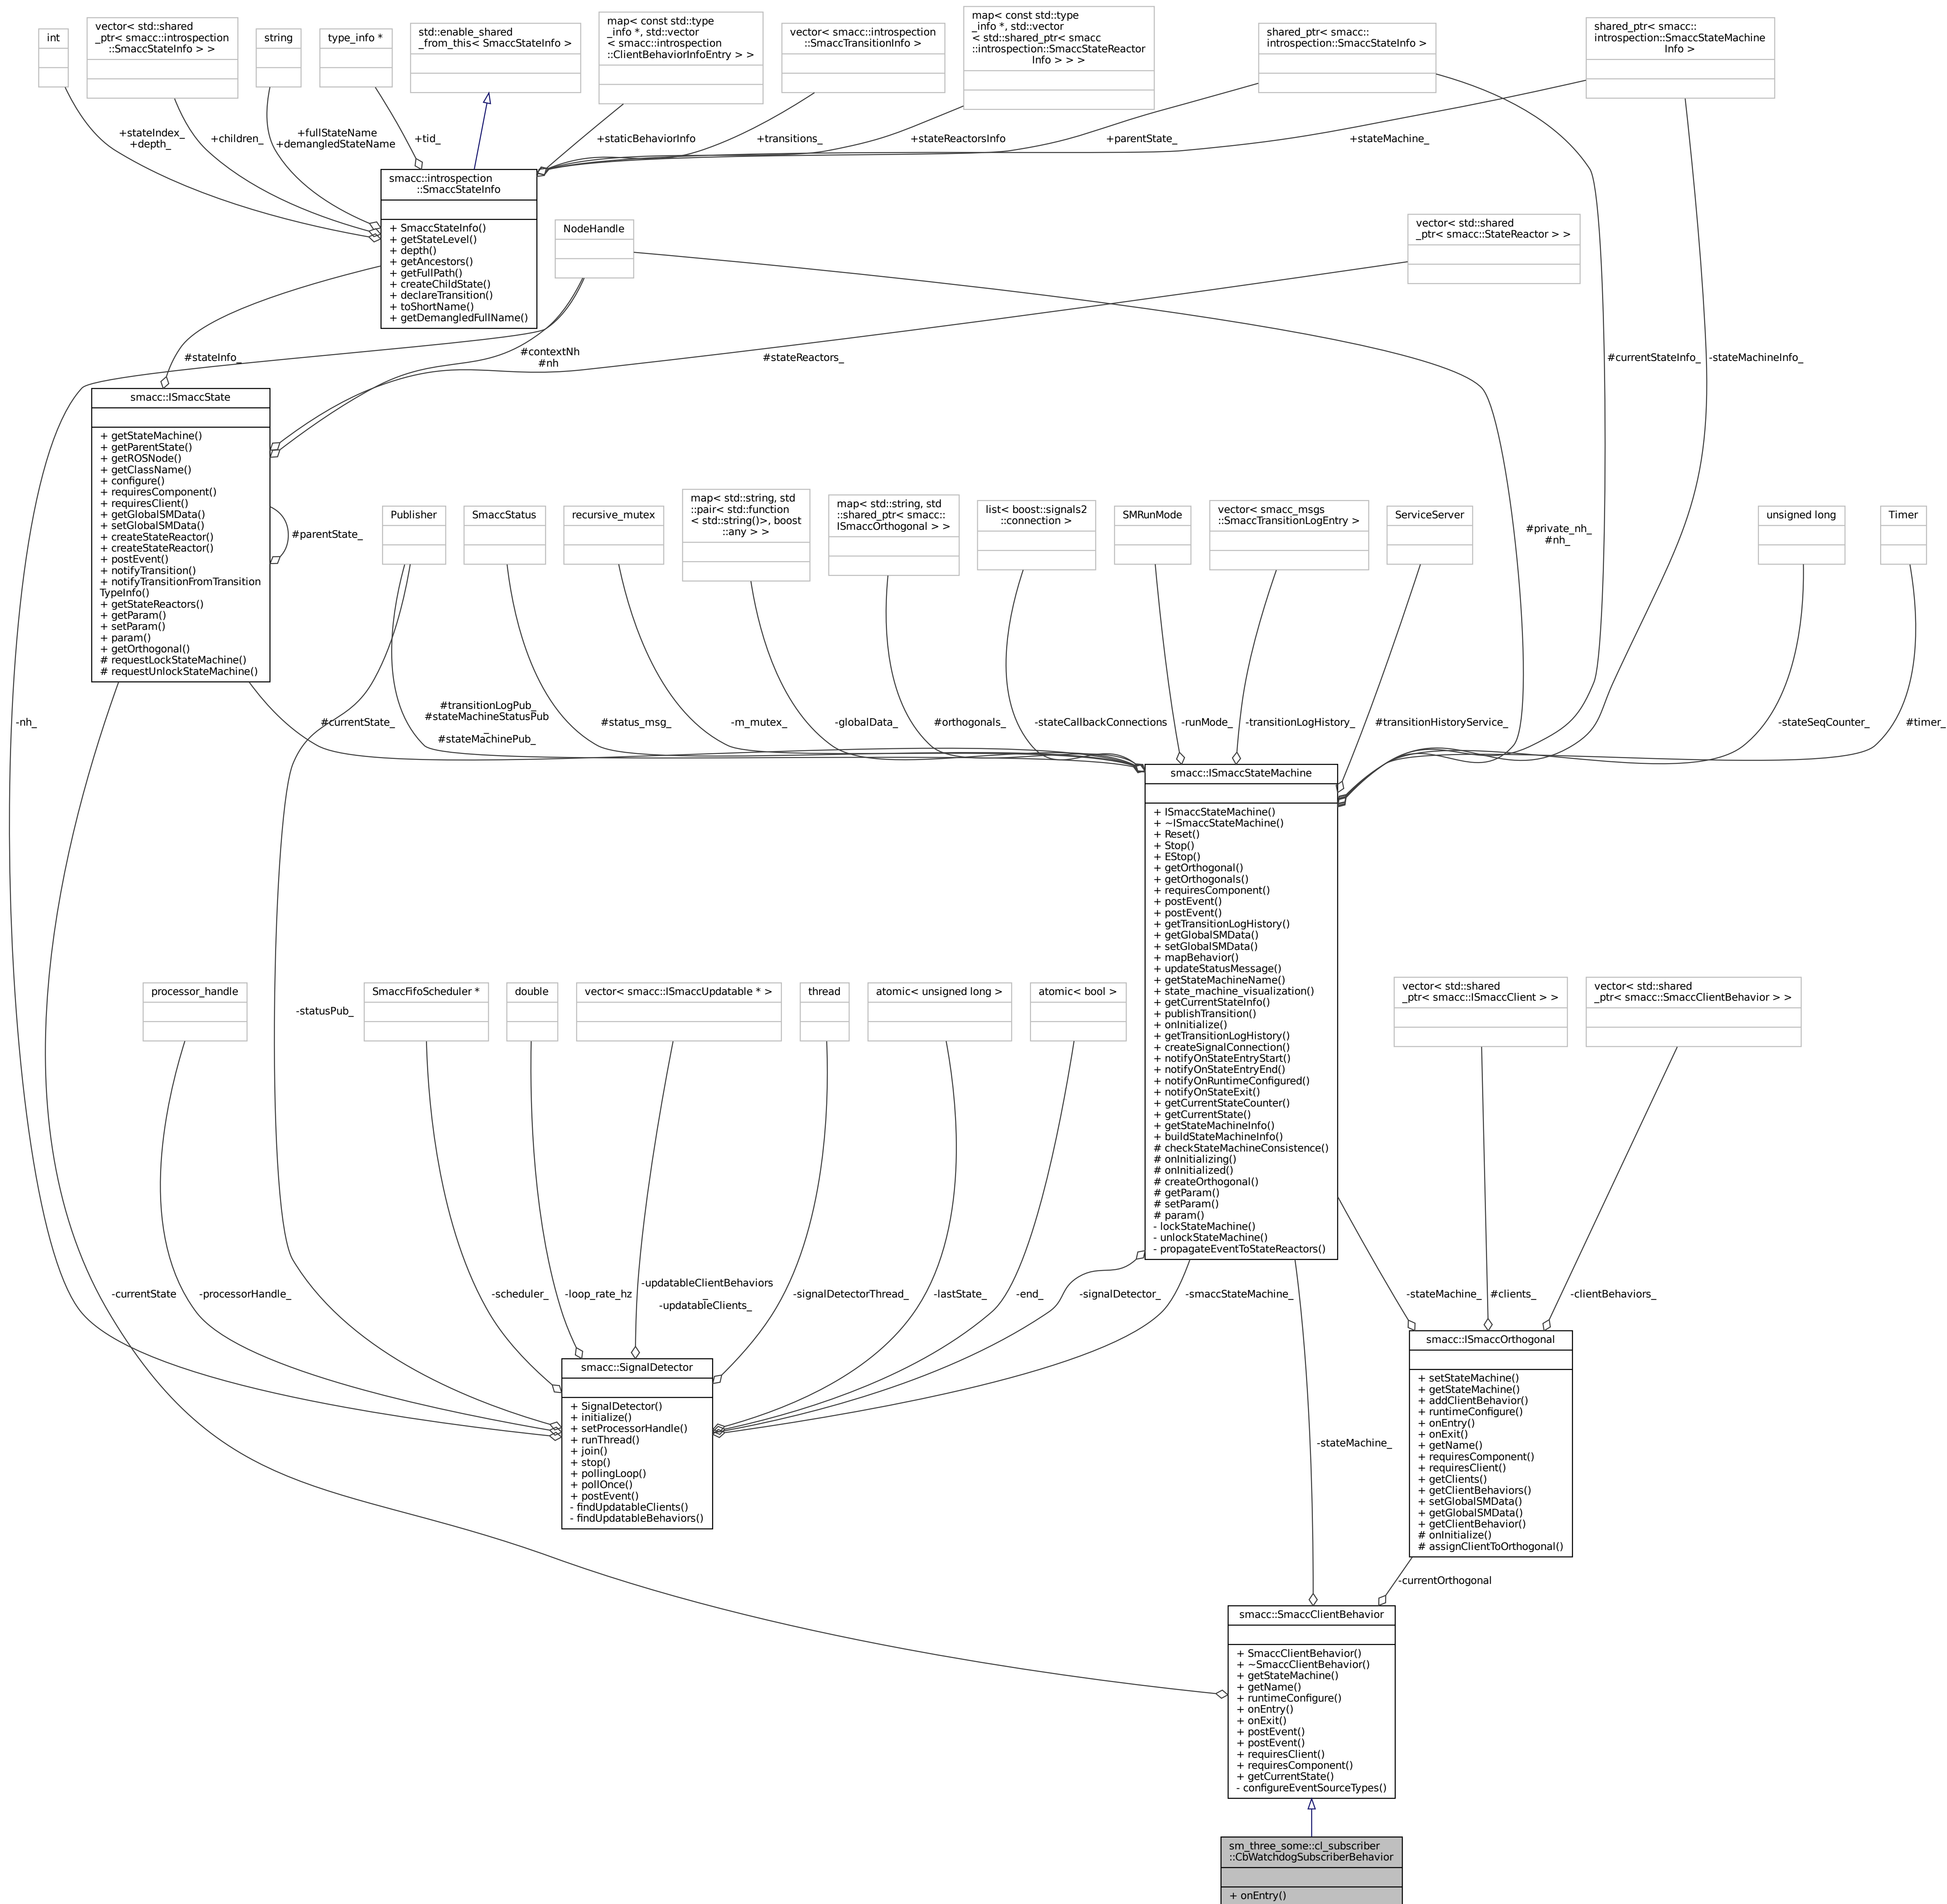 int
vector< std::shared
_ptr< smacc::introspection
::SmaccStateInfo > >
string
type_info *
std::enable_shared
_from_this< SmaccStateInfo >
map< const std::type
_info *, std::vector
< smacc::introspection
::ClientBehaviorInfoEntry > >
vector< smacc::introspection
::SmaccTransitionInfo >
map< const std::type
_info *, std::vector
< std::shared_ptr< smacc
::introspection::SmaccStateReactor
Info > > >
shared_ptr< smacc::
introspection::SmaccStateInfo >
shared_ptr< smacc::
introspection::SmaccStateMachine
Info >
+stateIndex_
+depth_
+children_
+fullStateName
+demangledStateName
+tid_
+staticBehaviorInfo
+transitions_
+stateReactorsInfo
+parentState_
+stateMachine_
smacc::introspection
::SmaccStateInfo
+ SmaccStateInfo()
+ getStateLevel()
+ depth()
+ getAncestors()
+ getFullPath()
+ createChildState()
+ declareTransition()
+ toShortName()
+ getDemangledFullName()
NodeHandle
vector< std::shared
_ptr< smacc::StateReactor > >
#stateInfo_
#contextNh
#nh
#stateReactors_
#currentStateInfo_
-stateMachineInfo_
smacc::ISmaccState
+ getStateMachine()
+ getParentState()
+ getROSNode()
+ getClassName()
+ configure()
+ requiresComponent()
+ requiresClient()
+ getGlobalSMData()
+ setGlobalSMData()
+ createStateReactor()
+ createStateReactor()
+ postEvent()
+ notifyTransition()
+ notifyTransitionFromTransition
TypeInfo()
+ getStateReactors()
+ getParam()
+ setParam()
+ param()
+ getOrthogonal()
# requestLockStateMachine()
# requestUnlockStateMachine()
#parentState_
Publisher
SmaccStatus
recursive_mutex
map< std::string, std
::pair< std::function
< std::string()>, boost
::any > >
map< std::string, std
::shared_ptr< smacc::
ISmaccOrthogonal > >
list< boost::signals2
::connection >
SMRunMode
vector< smacc_msgs
::SmaccTransitionLogEntry >
ServiceServer
#private_nh_
#nh_
unsigned long
Timer
-nh_
#currentState_
#transitionLogPub_
#stateMachineStatusPub
_
#stateMachinePub_
#status_msg_
-m_mutex_
-globalData_
#orthogonals_
-stateCallbackConnections
-runMode_
-transitionLogHistory_
#transitionHistoryService_
-stateSeqCounter_
#timer_
smacc::ISmaccStateMachine
+ ISmaccStateMachine()
+ ~ISmaccStateMachine()
+ Reset()
+ Stop()
+ EStop()
+ getOrthogonal()
+ getOrthogonals()
+ requiresComponent()
+ postEvent()
+ postEvent()
+ getTransitionLogHistory()
+ getGlobalSMData()
+ setGlobalSMData()
+ mapBehavior()
+ updateStatusMessage()
+ getStateMachineName()
+ state_machine_visualization()
+ getCurrentStateInfo()
+ publishTransition()
+ onInitialize()
+ getTransitionLogHistory()
+ createSignalConnection()
+ notifyOnStateEntryStart()
+ notifyOnStateEntryEnd()
+ notifyOnRuntimeConfigured()
+ notifyOnStateExit()
+ getCurrentStateCounter()
+ getCurrentState()
+ getStateMachineInfo()
+ buildStateMachineInfo()
# checkStateMachineConsistence()
# onInitializing()
# onInitialized()
# createOrthogonal()
# getParam()
# setParam()
# param()
- lockStateMachine()
- unlockStateMachine()
- propagateEventToStateReactors()
processor_handle
-statusPub_
SmaccFifoScheduler *
double
vector< smacc::ISmaccUpdatable * >
thread
atomic< unsigned long >
atomic< bool >
vector< std::shared
_ptr< smacc::ISmaccClient > >
vector< std::shared
_ptr< smacc::SmaccClientBehavior > >
-currentState
-processorHandle_
-scheduler_
-loop_rate_hz
-updatableClientBehaviors
_
-updatableClients_
-signalDetectorThread_
-lastState_
-end_
-signalDetector_
-smaccStateMachine_
-stateMachine_
#clients_
-clientBehaviors_
smacc::SignalDetector
+ SignalDetector()
+ initialize()
+ setProcessorHandle()
+ runThread()
+ join()
+ stop()
+ pollingLoop()
+ pollOnce()
+ postEvent()
- findUpdatableClients()
- findUpdatableBehaviors()
smacc::ISmaccOrthogonal
+ setStateMachine()
+ getStateMachine()
+ addClientBehavior()
+ runtimeConfigure()
+ onEntry()
+ onExit()
+ getName()
+ requiresComponent()
+ requiresClient()
+ getClients()
+ getClientBehaviors()
+ setGlobalSMData()
+ getGlobalSMData()
+ getClientBehavior()
# onInitialize()
# assignClientToOrthogonal()
-stateMachine_
-currentOrthogonal
smacc::SmaccClientBehavior
+ SmaccClientBehavior()
+ ~SmaccClientBehavior()
+ getStateMachine()
+ getName()
+ runtimeConfigure()
+ onEntry()
+ onExit()
+ postEvent()
+ postEvent()
+ requiresClient()
+ requiresComponent()
+ getCurrentState()
- configureEventSourceTypes()
sm_three_some::cl_subscriber
::CbWatchdogSubscriberBehavior
+ onEntry()